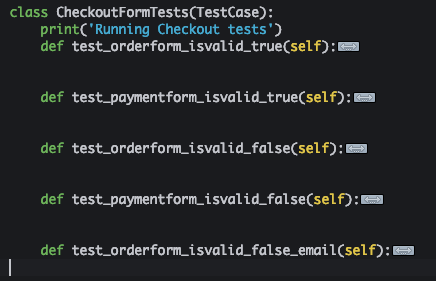 class CheckoutFormTests(TestCase):
    print('Running Checkout tests')
    def test_orderform_isvalid_true(self):
    def test_paymentform_isvalid_true(self):
    def test_orderform_isvalid_false(self):
    def test_paymentform_isvalid_false(self):
    def test_orderform_isvalid_false_email(self):